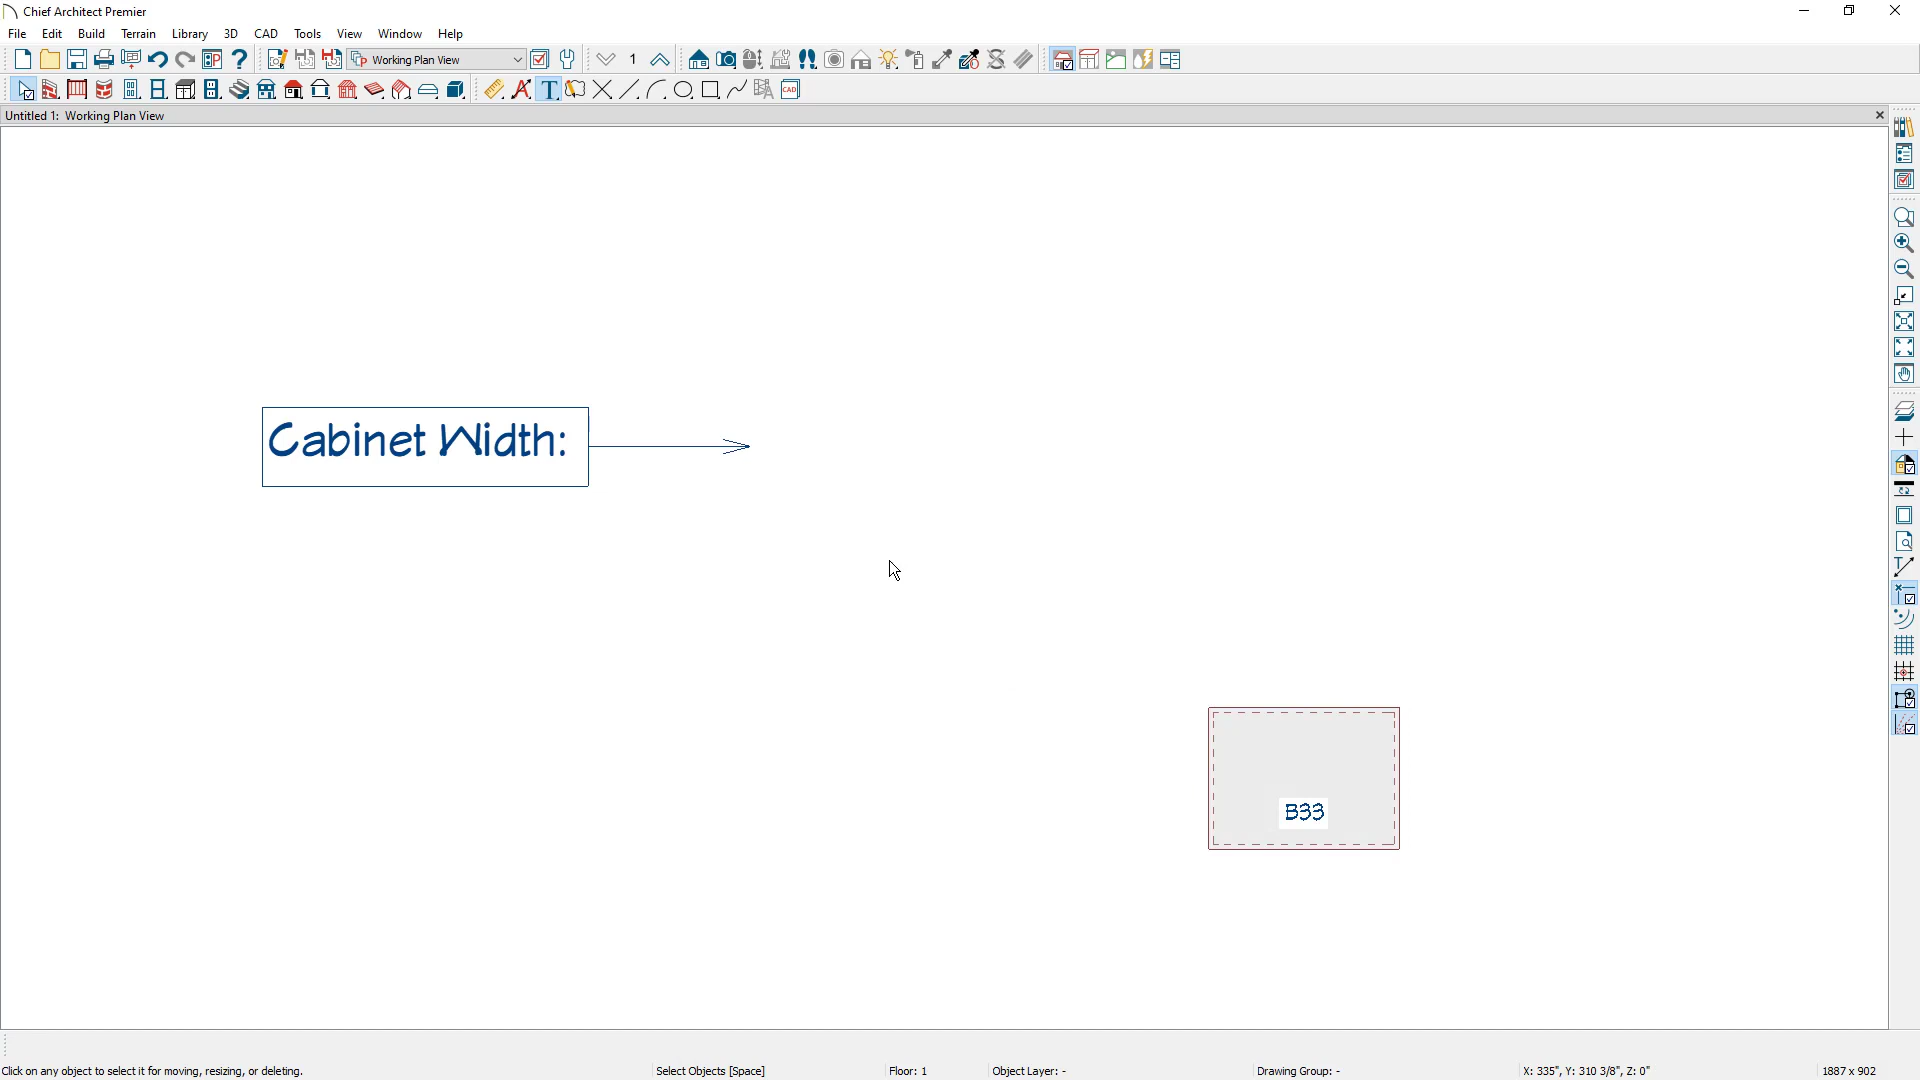 Chief Architect Premier
File Edit Build Terrain Library 3D CAD Tools View Window Help
Working Plan View 1
T CAD
Untitled 1: Working Plan View
Cabinet Width:
B33
Click on any object to select it for moving, resizing, or deleting. Select Objects [Space] Floor: 1 Object Layer: - Drawing Group: - X: 335", Y: 310 3/8", Z: 0" 1887 x 902